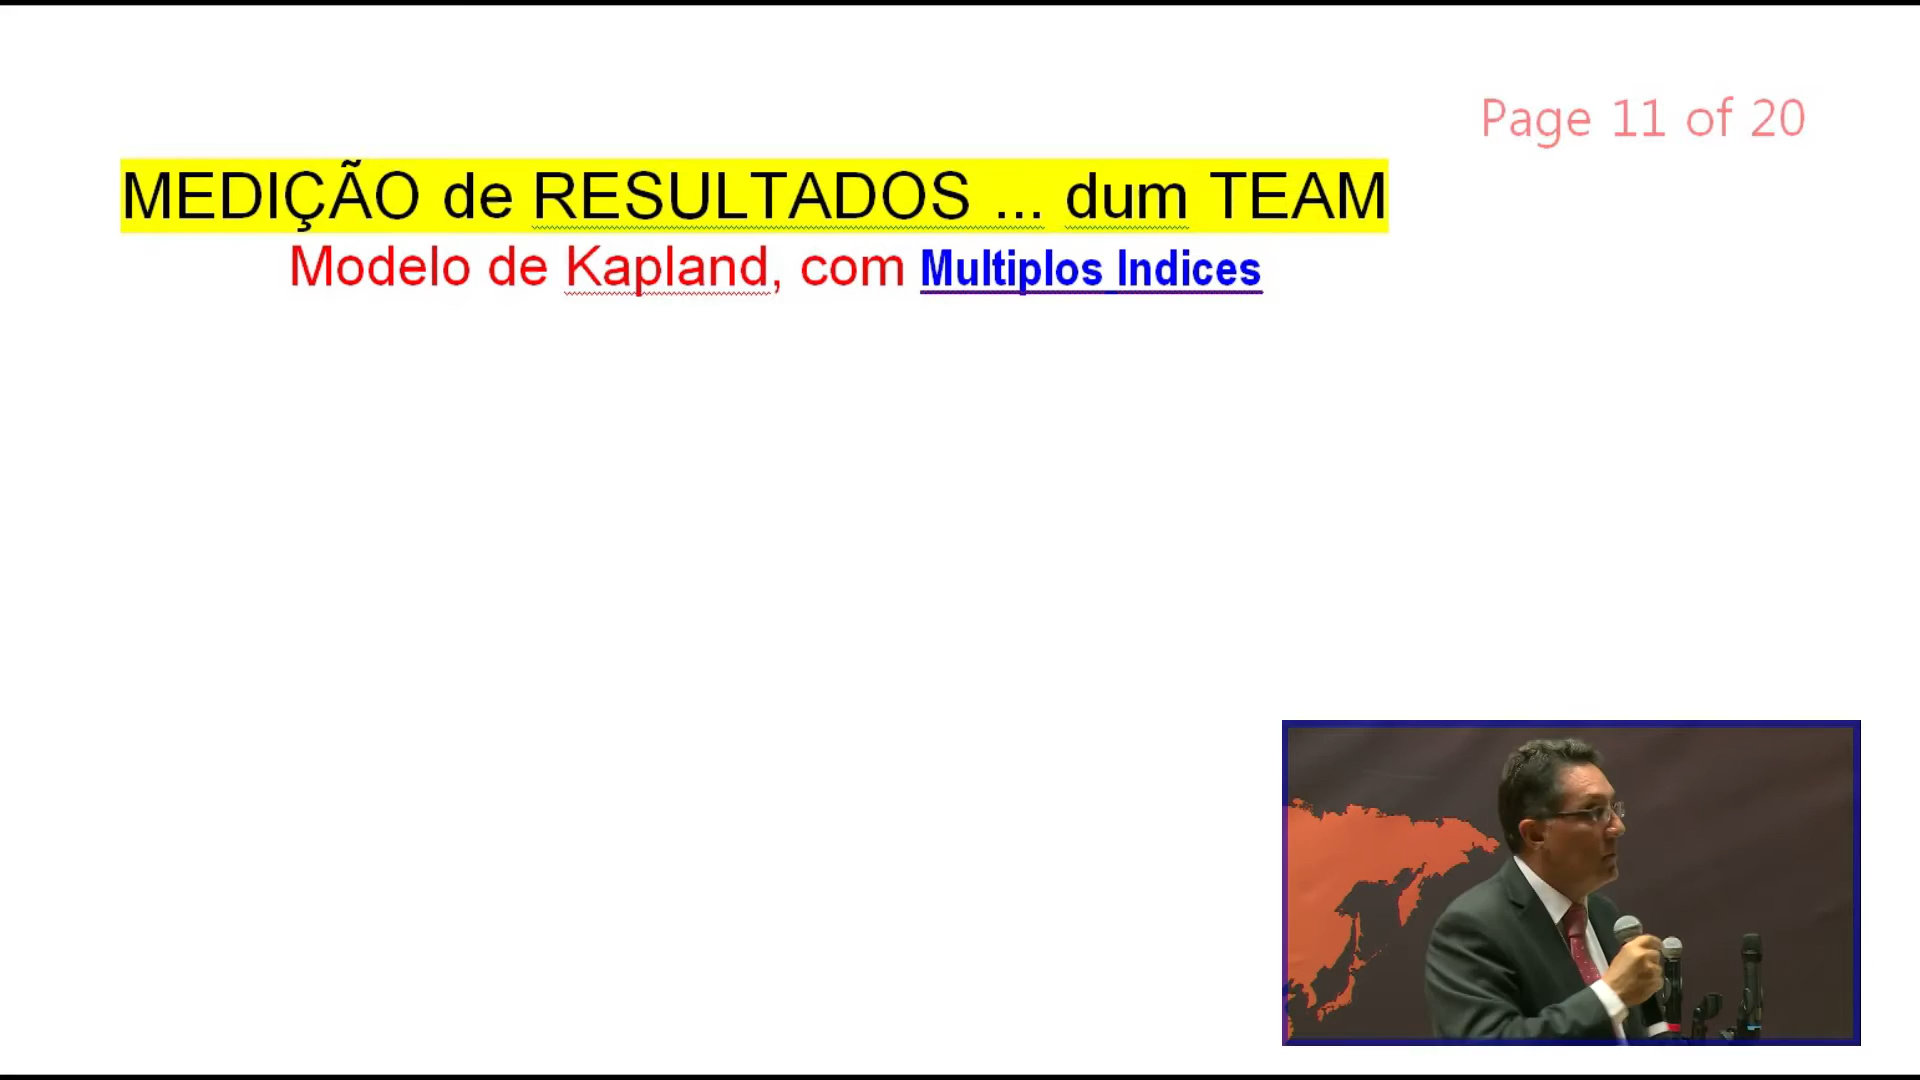 Page 11 of 20
MEDIÇÃO de RESULTADOS ... dum TEAM
Modelo de Kapland, com Multiplos Indices